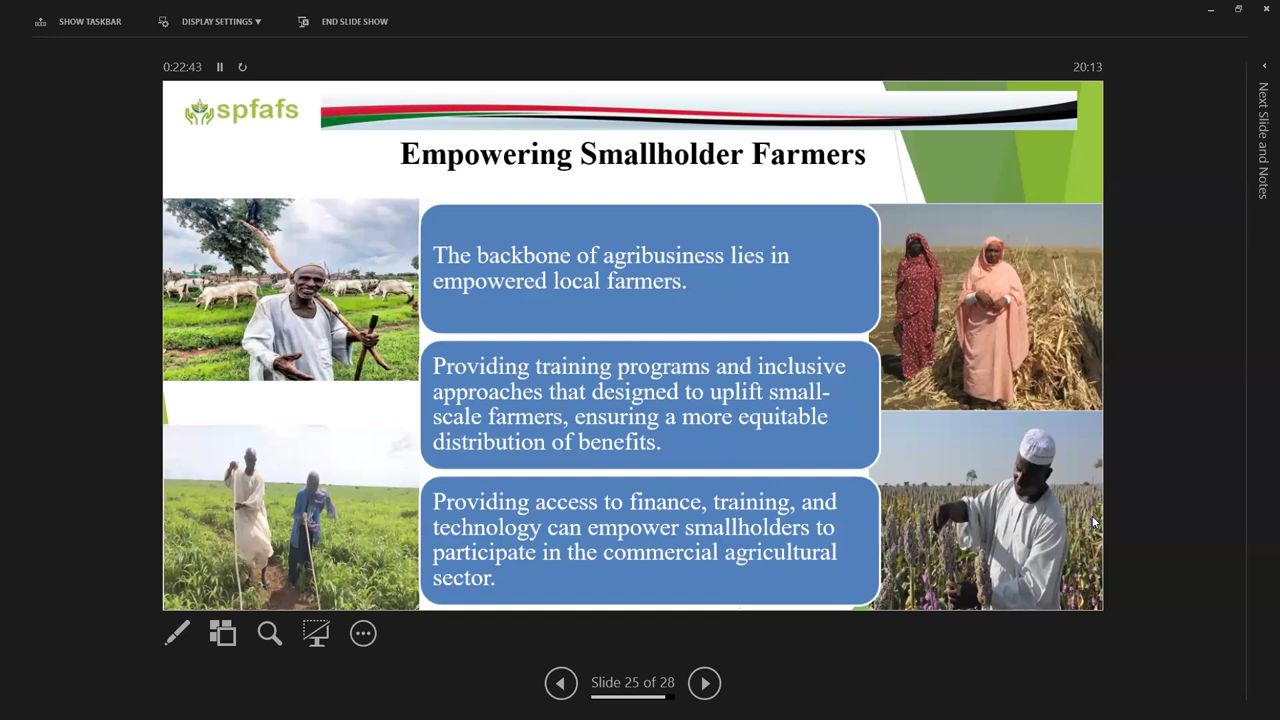 SHOW TASKBAR
DISPLAY SETTINGS ▾
END SLIDE SHOW
0:22:43
20:13
Next Slide and Notes
spfafs
Empowering Smallholder Farmers
The backbone of agribusiness lies in
empowered local farmers.
Providing training programs and inclusive
approaches that designed to uplift small-
scale farmers, ensuring a more equitable
distribution of benefits.
Providing access to finance, training, and
technology can empower smallholders to
participate in the commercial agricultural
sector.
Slide 25 of 28